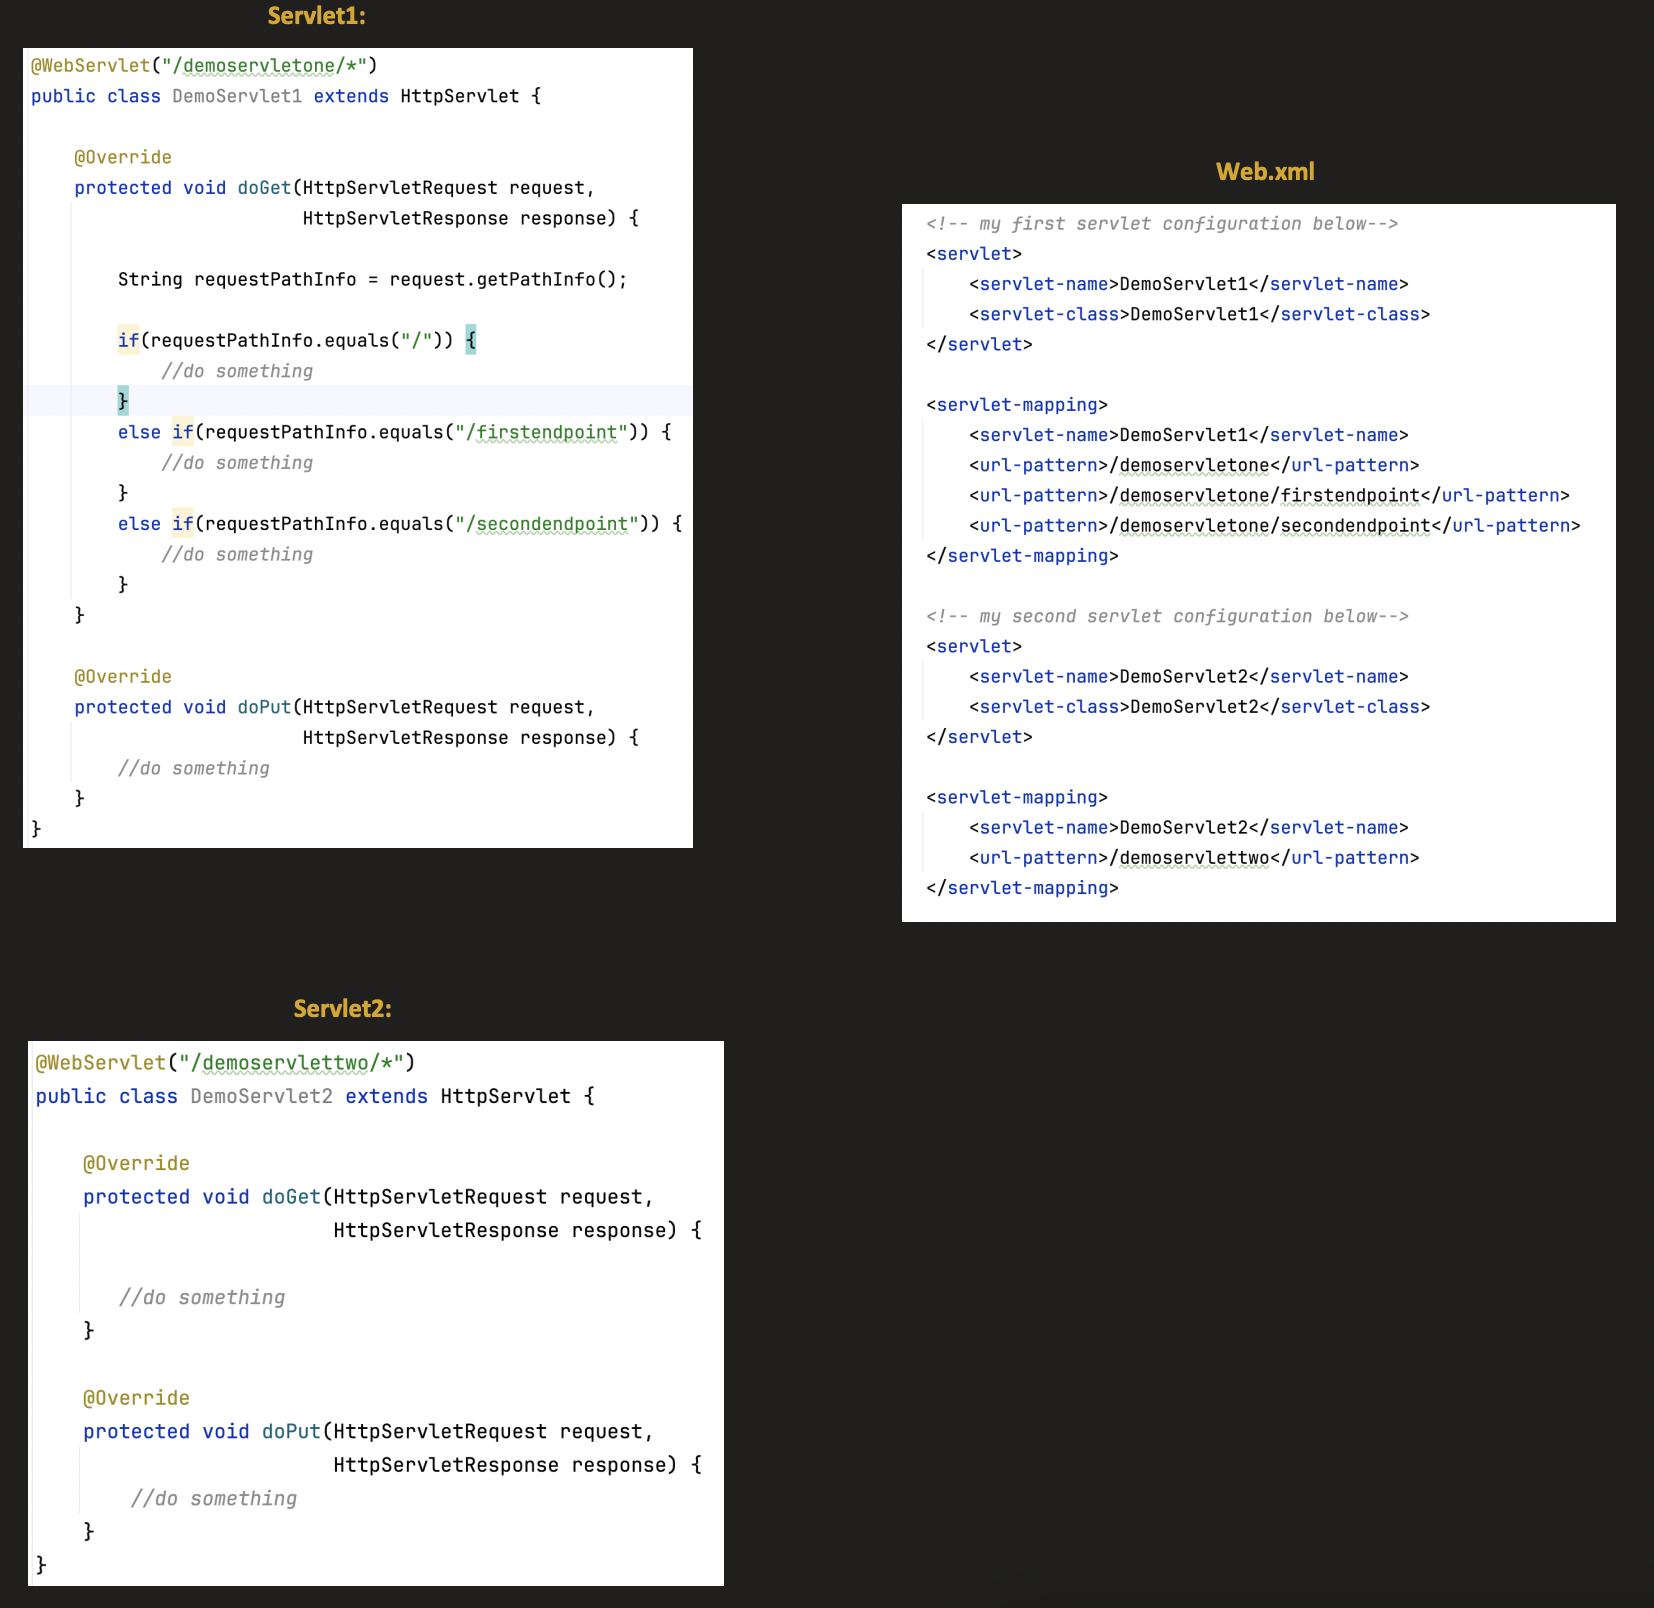 Servlet1:
@WebServlet("/demoservletone/*")
public class DemoServlet1 extends HttpServlet {
@Override
protected void doGet(HttpServletRequest request,
HttpServletResponse response) {
String requestPathInfo = request.getPathInfo();
if(requestPathInfo.equals("/")) {
//do something
}
else if(requestPathInfo.equals("/firstendpoint")) {
//do something
}
else if(requestPathInfo.equals("/secondendpoint")) {
//do something
}
}
@Override
protected void doPut(HttpServletRequest request,
HttpServletResponse response) {
//do something
}
}
Web.xml
<!-- my first servlet configuration below-->
<servlet>
<servlet-name>DemoServlet1</servlet-name>
<servlet-class>DemoServlet1</servlet-class>
</servlet>
<servlet-mapping>
<servlet-name>DemoServlet1</servlet-name>
<url-pattern>/demoservletone</url-pattern>
<url-pattern>/demoservletone/firstendpoint</url-pattern>
<url-pattern>/demoservletone/secondendpoint</url-pattern>
</servlet-mapping>
<!-- my second servlet configuration below-->
<servlet>
<servlet-name>DemoServlet2</servlet-name>
<servlet-class>DemoServlet2</servlet-class>
</servlet>
<servlet-mapping>
<servlet-name>DemoServlet2</servlet-name>
<url-pattern>/demoservlettwo</url-pattern>
</servlet-mapping>
Servlet2:
@WebServlet("/demoservlettwo/*")
public class DemoServlet2 extends HttpServlet {
@Override
protected void doGet(HttpServletRequest request,
HttpServletResponse response) {
//do something
}
@Override
protected void doPut(HttpServletRequest request,
HttpServletResponse response) {
//do something
}
}